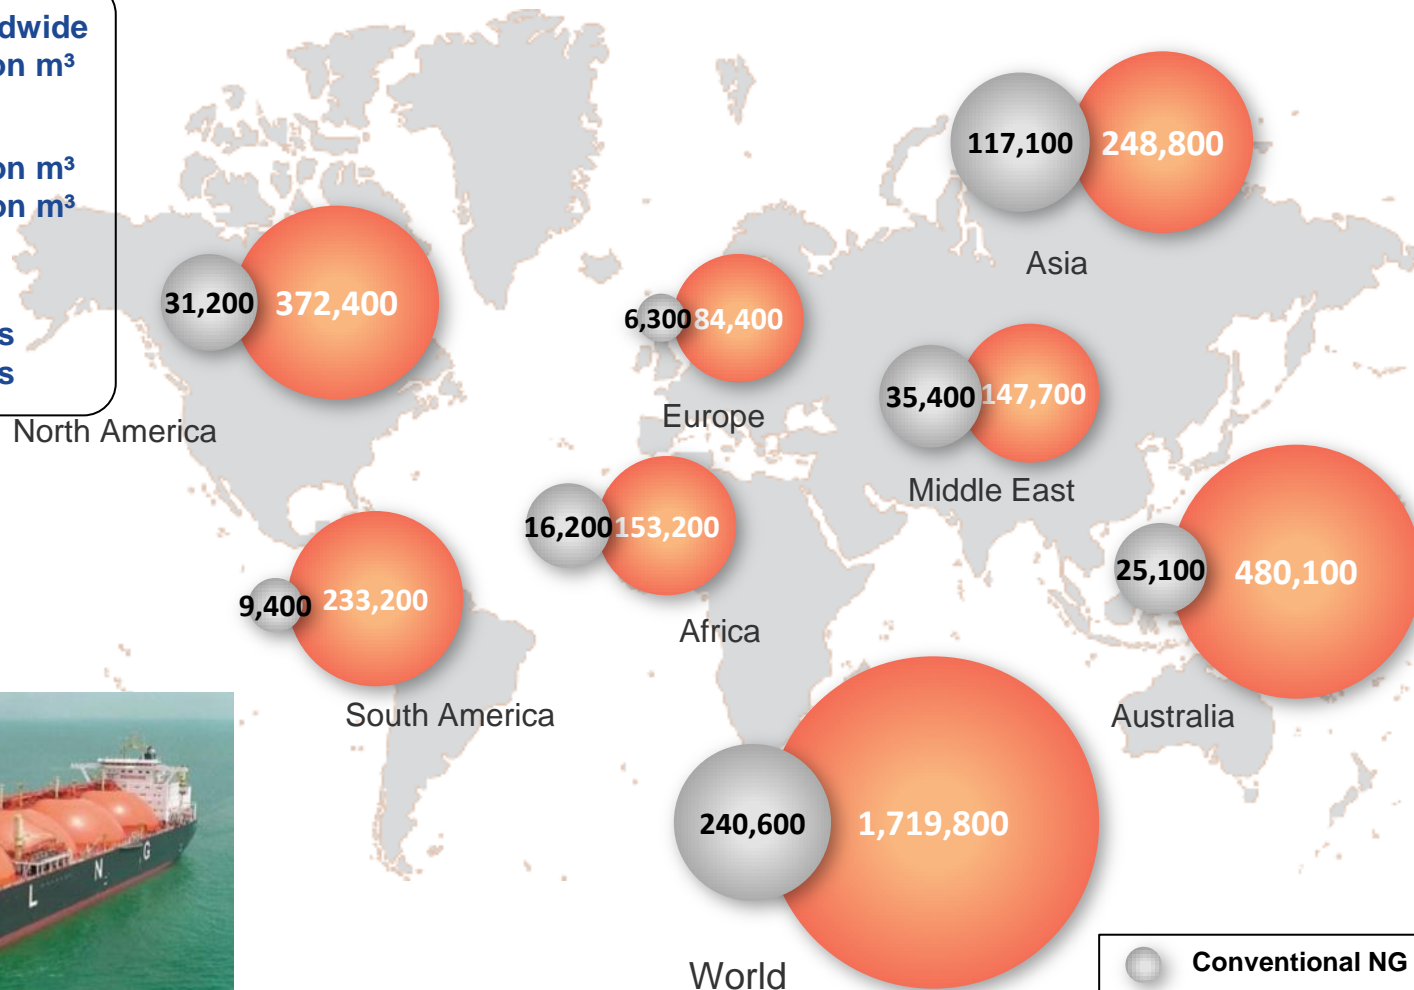 dwide
on m³
on m³
on m³
s
s
117,100 248,800
Asia
31,200 372,400
North America
6,300 84,400
Europe
35,400 147,700
Middle East
16,200 153,200
Africa
25,100 480,100
Australia
9,400 233,200
South America
240,600 1,719,800
World
L N G
Conventional NG